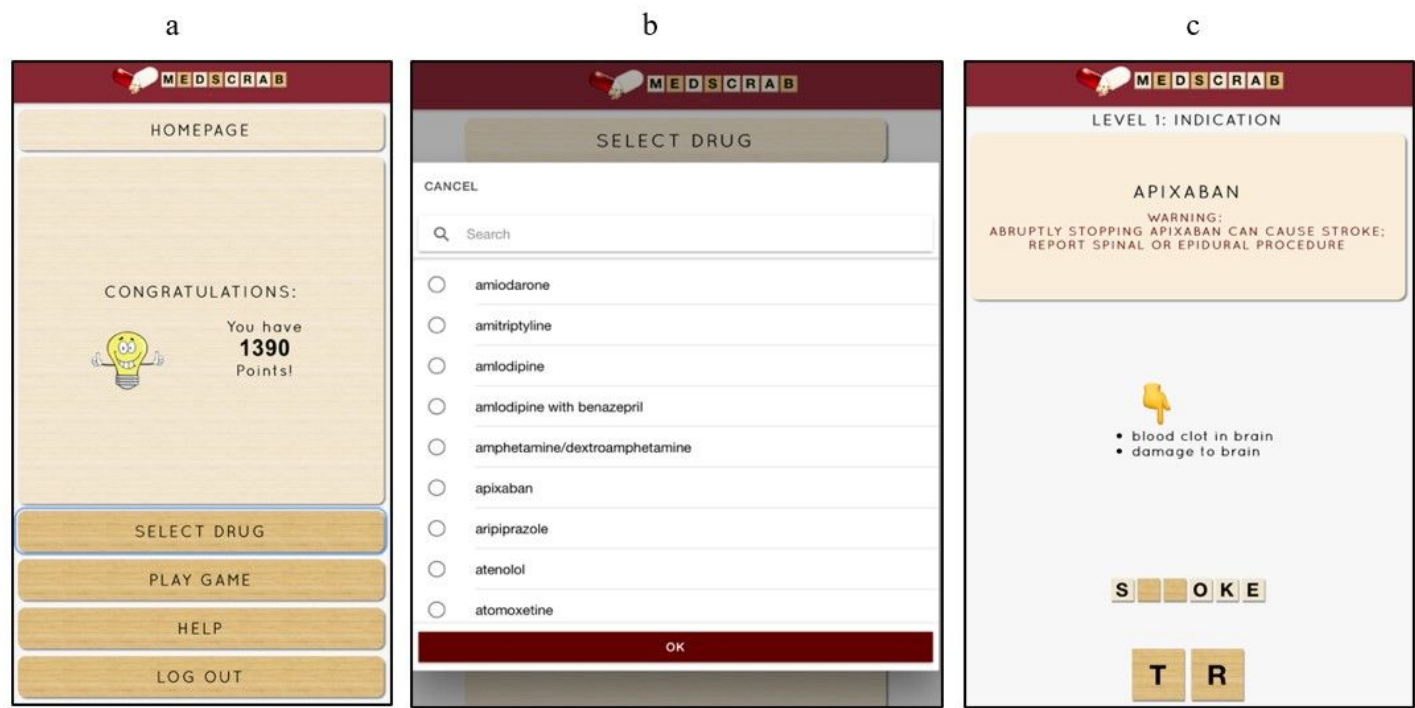 a
b
c
MEDSCRAB
HOMEPAGE
CONGRATULATIONS:
You have
1390
Points!
SELECT DRUG
PLAY GAME
HELP
LOG OUT
MEDSCRAB
SELECT DRUG
CANCEL
Search
amiodarone
amitriptyline
amlodipine
amlodipine with benazepril
amphetamine/dextroamphetamine
apixaban
aripiprazole
atenolol
atomoxetine
OK
MEDSCRAB
LEVEL 1: INDICATION
APIXABAN
WARNING:
ABRUPTLY STOPPING APIXABAN CAN CAUSE STROKE;
REPORT SPINAL OR EPIDURAL PROCEDURE
• blood clot in brain
• damage to brain
S OKE
T R